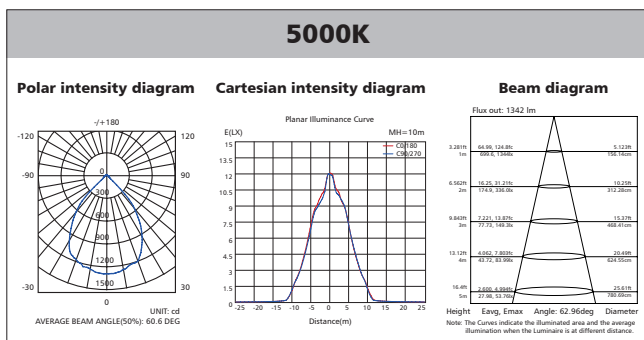 5000K
Polar intensity diagram
Cartesian intensity diagram
Beam diagram
-/+180
-120
120
-90
90
0
300
600
900
1200
1500
-30
30
0
UNIT: cd
AVERAGE BEAM ANGLE(50%): 60.6 DEG
Planar Illuminance Curve
E(LX)
MH=10m
C0/180
C90/270
15
13.5
12
10.5
9
7.5
6
4.5
3
1.5
0
-25 -20 -15 -10 -5 0 5 10 15 20 25
Distance(m)
Flux out: 1342 lm
3.281ft 64.99, 124.8fc 5.123ft
1m 699.6, 1344lx 156.14cm
6.562ft 16.25, 31.21fc 10.25ft
2m 174.9, 336.0lx 312.28cm
9.843ft 7.221, 13.87fc 15.37ft
3m 77.73, 149.3lx 468.41cm
13.12ft 4.062, 7.803fc 20.49ft
4m 43.72, 83.99lx 624.55cm
16.4ft 2.600, 4.994fc 25.61ft
5m 27.98, 53.76lx 780.69cm
Height Eavg, Emax Angle: 62.96deg Diameter
Note: The Curves indicate the illuminated area and the average
illumination when the Luminaire is at different distance.